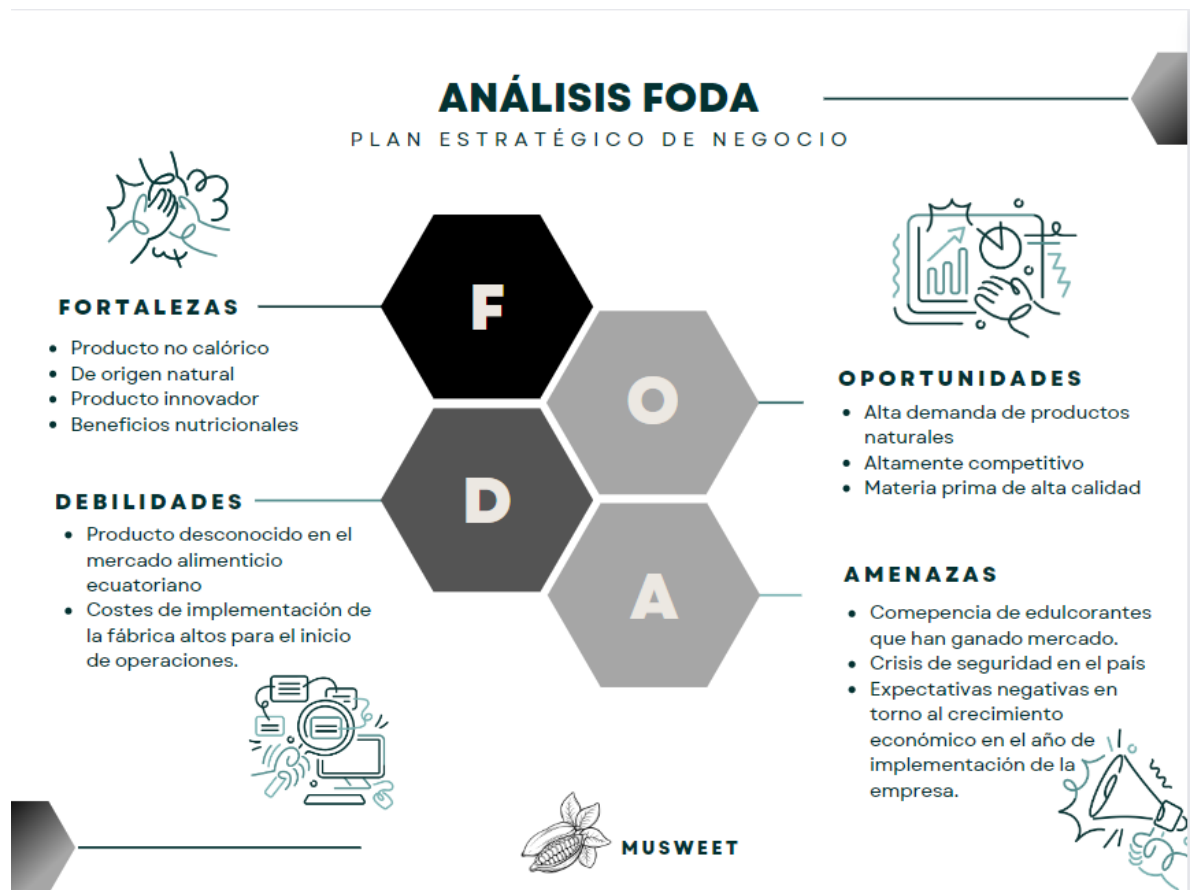 ANÁLISIS FODA
PLAN ESTRATÉGICO DE NEGOCIO
F
FORTALEZAS
• Producto no calórico
• De origen natural
• Producto innovador
• Beneficios nutricionales
O
OPORTUNIDADES
• Alta demanda de productos
naturales
• Altamente competitivo
• Materia prima de alta calidad
D
DEBILIDADES
• Producto desconocido en el
mercado alimenticio
ecuatoriano
• Costes de implementación de
la fábrica altos para el inicio
de operaciones.
A
AMENAZAS
• Comepencia de edulcorantes
que han ganado mercado.
• Crisis de seguridad en el país
• Expectativas negativas en
torno al crecimiento
económico en el año de
implementación de la
empresa.
MUSWEET